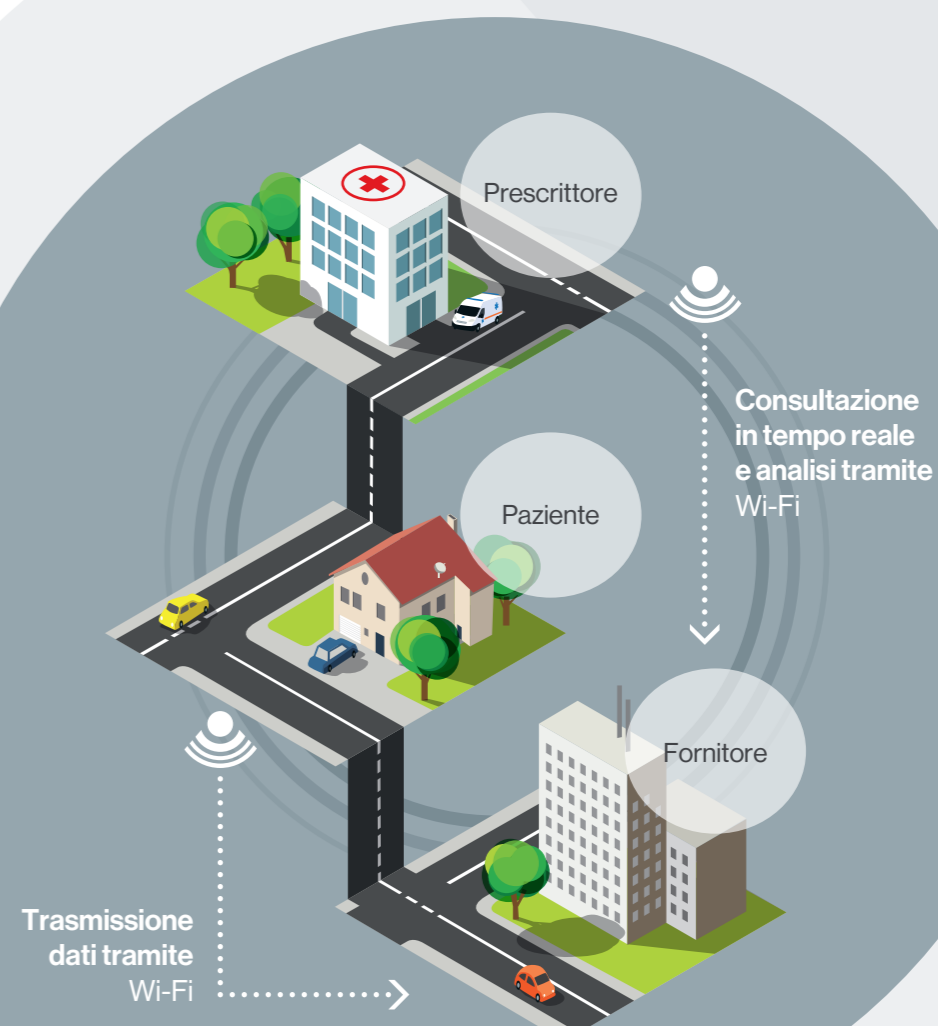 Prescrittore
Consultazione
in tempo reale
e analisi tramite
Wi-Fi
Paziente
Fornitore
Trasmissione
dati tramite
Wi-Fi